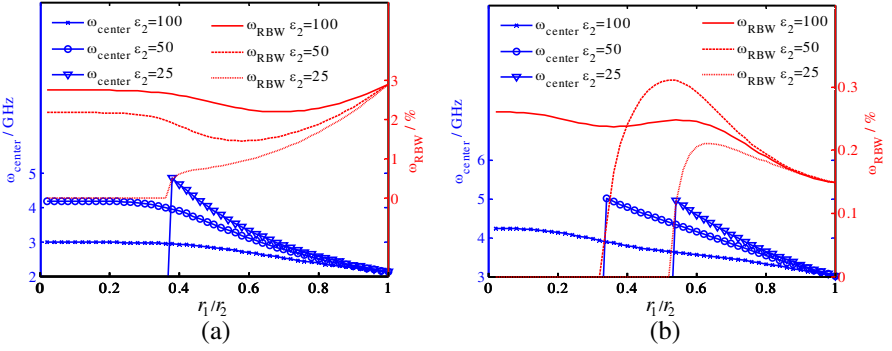 (a)
ω_center ε_2=100
ω_center ε_2=50
ω_center ε_2=25
ω_RBW ε_2=100
ω_RBW ε_2=50
ω_RBW ε_2=25
ω_center / GHz
5
4
3
2
3
2
1
0
ω_RBW / %
0
0.2
0.4
0.6
0.8
1
r_1/r_2
(a)
(b)
ω_center ε_2=100
ω_center ε_2=50
ω_center ε_2=25
ω_RBW ε_2=100
ω_RBW ε_2=50
ω_RBW ε_2=25
ω_center / GHz
6
5
4
3
0.3
0.2
0.1
0
ω_RBW / %
0
0.2
0.4
0.6
0.8
1
r_1/r_2
(b)